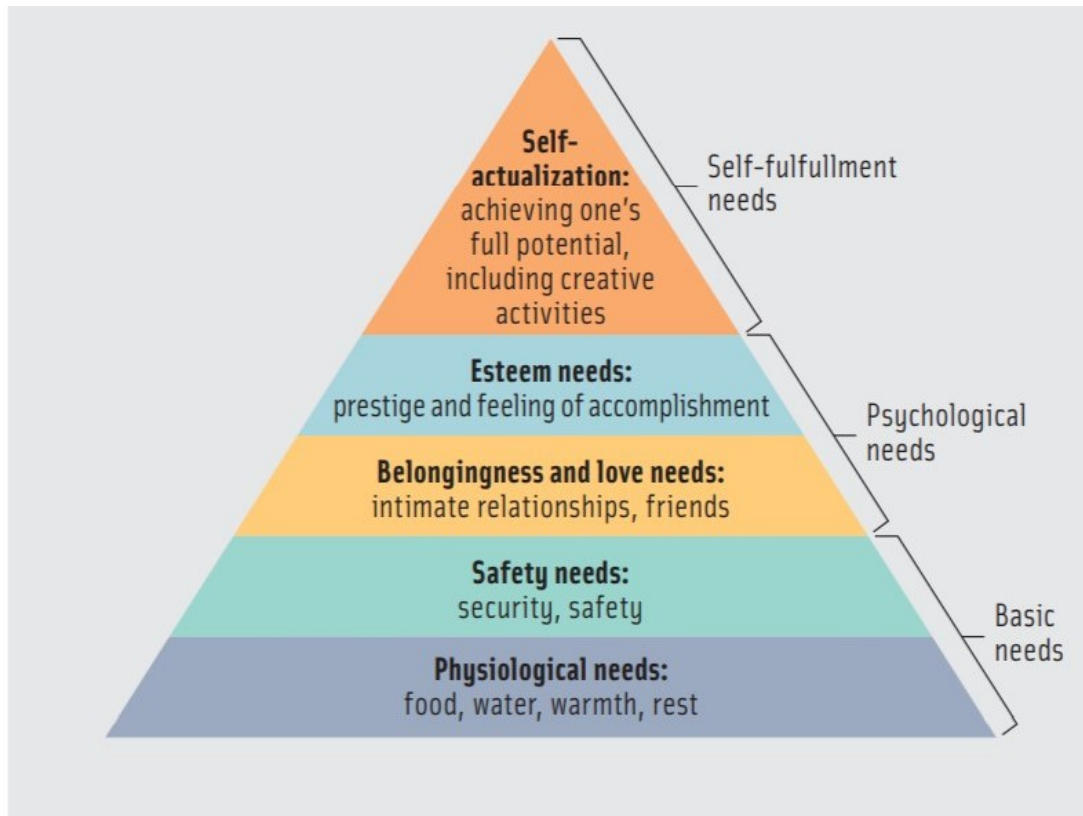 Self-
actualization:
achieving one's
full potential,
including creative
activities
Self-fulfullment
needs
Esteem needs:
prestige and feeling of accomplishment
Psychological
needs
Belongingness and love needs:
intimate relationships, friends
Safety needs:
security, safety
Basic
needs
Physiological needs:
food, water, warmth, rest